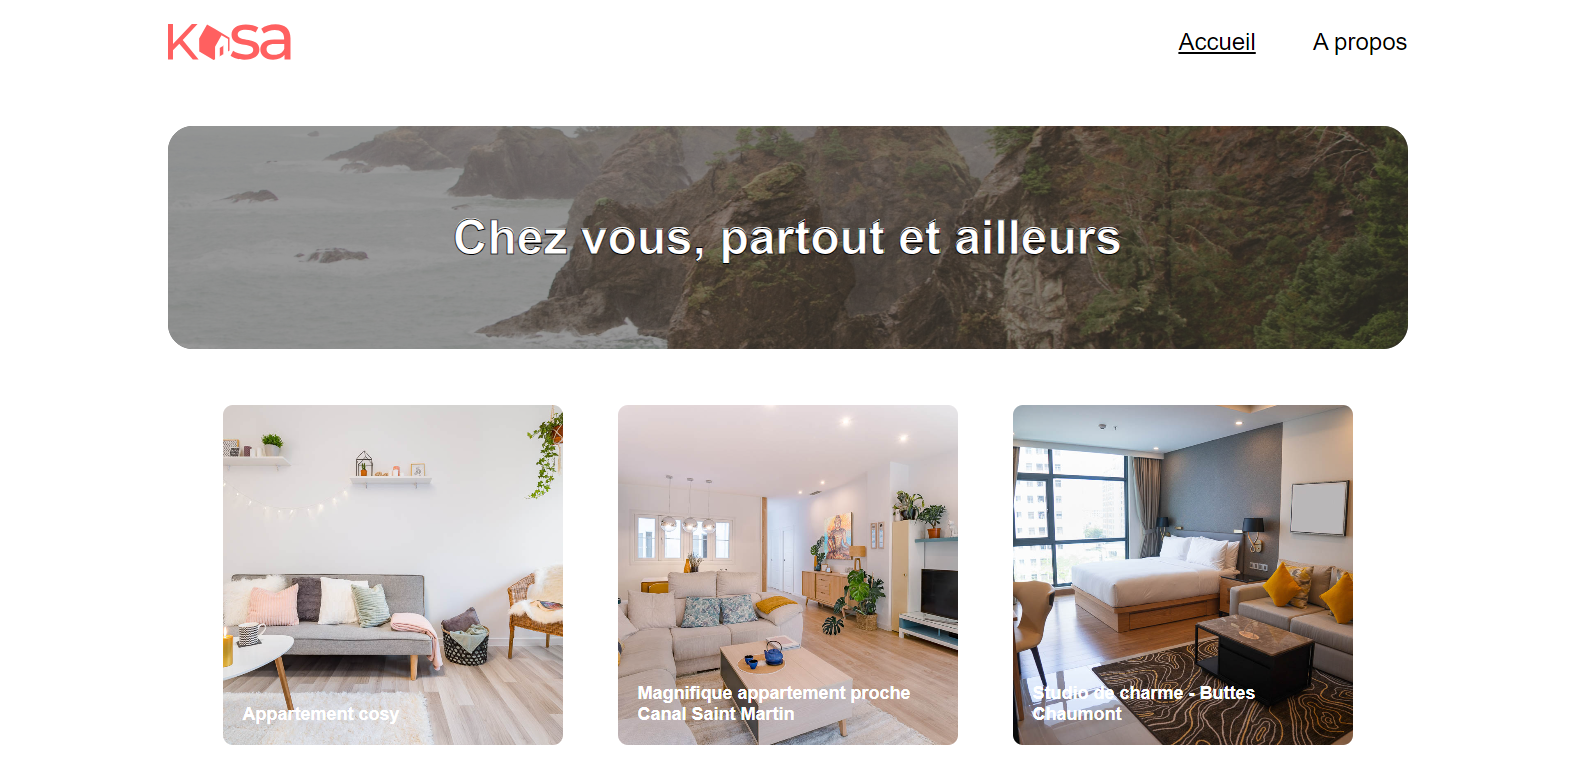 Kasa
Accueil
A propos
Chez vous, partout et ailleurs
Appartement cosy
Magnifique appartement proche
Canal Saint Martin
Studio de charme - Buttes
Chaumont